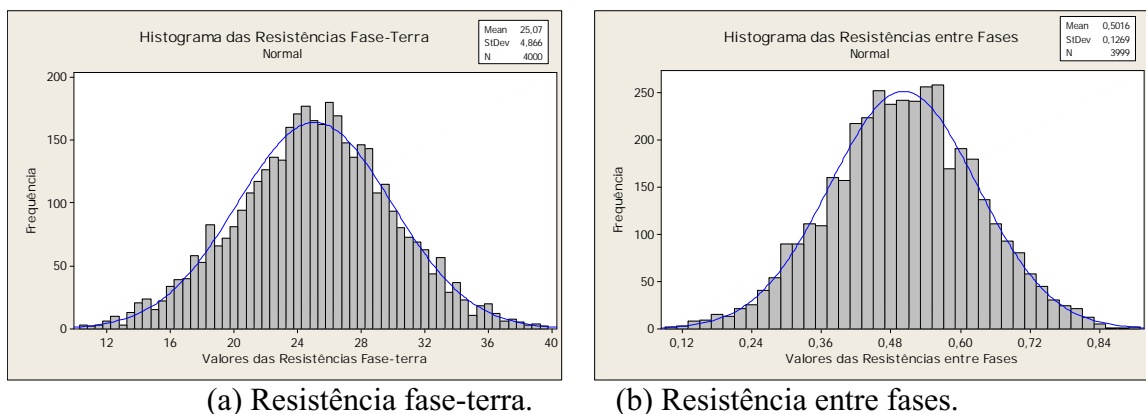 Histograma das Resistências Fase-Terra
Normal
Mean 25,07
StDev 4,866
N 4000
Frequência
200
150
100
50
0
12 16 20 24 28 32 36 40
Valores das Resistências Fase-terra
(a) Resistência fase-terra.
Histograma das Resistências entre Fases
Normal
Mean 0,5016
StDev 0,1269
N 3999
Frequência
250
200
150
100
50
0
0,12 0,24 0,36 0,48 0,60 0,72 0,84
Valores das Resistências entre Fases
(b) Resistência entre fases.